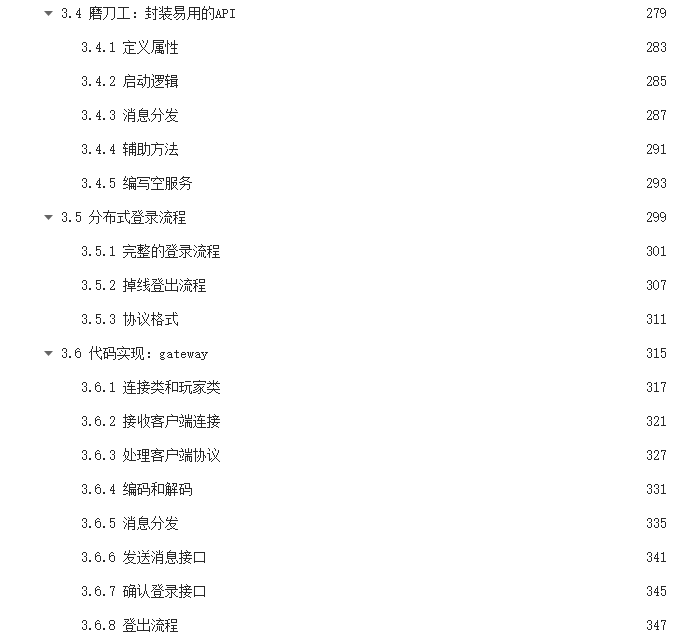 3.4 磨刀工：封装易用的API 279
3.4.1 定义属性 283
3.4.2 启动逻辑 285
3.4.3 消息分发 287
3.4.4 辅助方法 291
3.4.5 编写空服务 293
3.5 分布式登录流程 299
3.5.1 完整的登录流程 301
3.5.2 掉线登出流程 307
3.5.3 协议格式 311
3.6 代码实现：gateway 315
3.6.1 连接类和玩家类 317
3.6.2 接收客户端连接 321
3.6.3 处理客户端协议 327
3.6.4 编码和解码 331
3.6.5 消息分发 335
3.6.6 发送消息接口 341
3.6.7 确认登录接口 345
3.6.8 登出流程 347